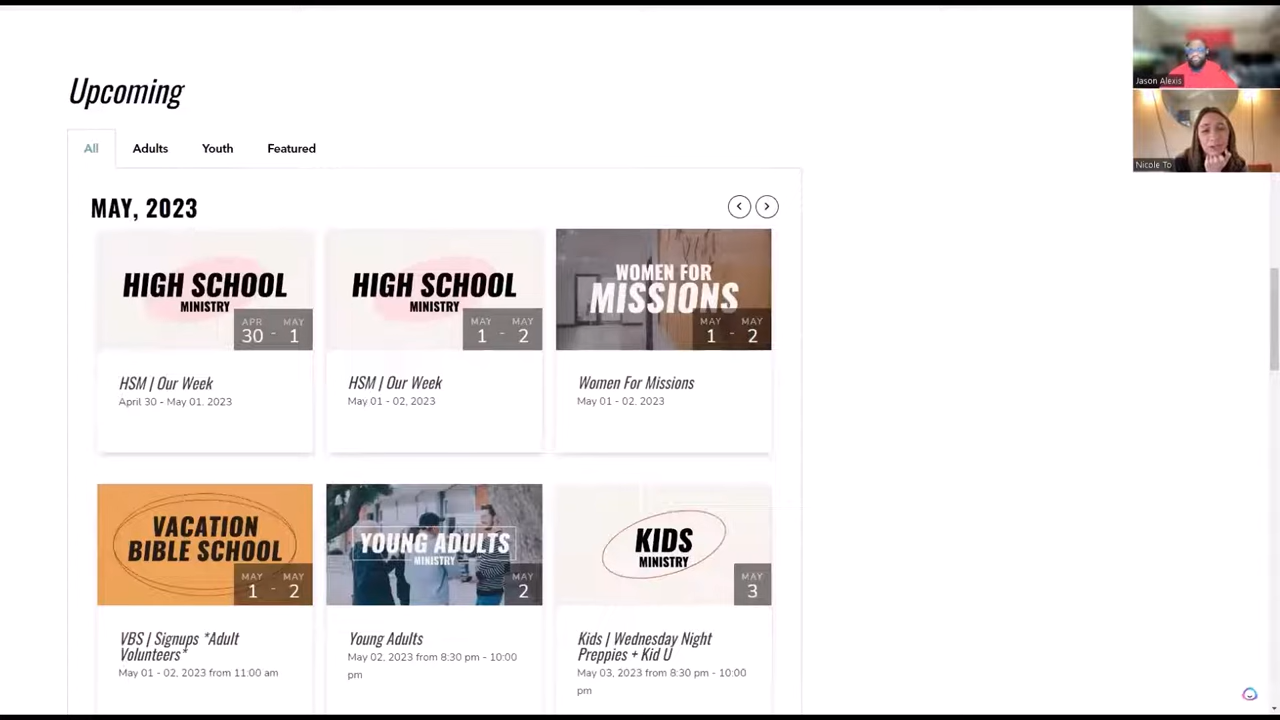 Upcoming
All Adults Youth Featured
MAY, 2023
HIGH SCHOOL
MINISTRY
APR MAY
30 - 1
HIGH SCHOOL
MINISTRY
MAY MAY
1 - 2
WOMEN FOR
MISSIONS
MAY MAY
1 - 2
HSM | Our Week
April 30 - May 01, 2023
HSM | Our Week
May 01 - 02, 2023
Women For Missions
May 01 - 02, 2023
VACATION
BIBLE SCHOOL
MAY MAY
1 - 2
YOUNG ADULTS
MINISTRY
MAY
2
KIDS
MINISTRY
MAY
3
VBS | Signups *Adult
Volunteers*
May 01 - 02, 2023 from 11:00 am
Young Adults
May 02, 2023 from 8:30 pm - 10:00
pm
Kids | Wednesday Night
Preppies + Kid U
May 03, 2023 from 8:30 pm - 10:00
pm
Jason Alexis
Nicole To